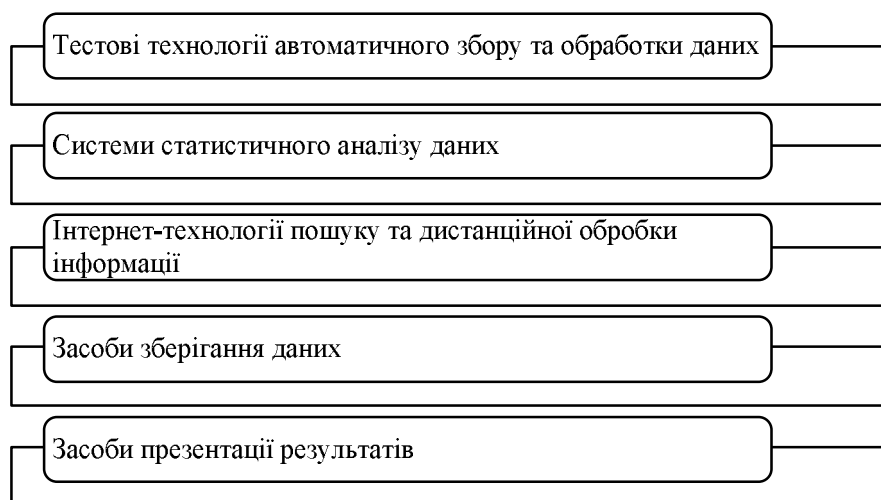 Тестові технології автоматичного збору та обработки даних
Системи статистичного аналізу даних
Інтернет-технології пошуку та дистанційної обробки
інформації
Засоби зберігання даних
Засоби презентації результатів